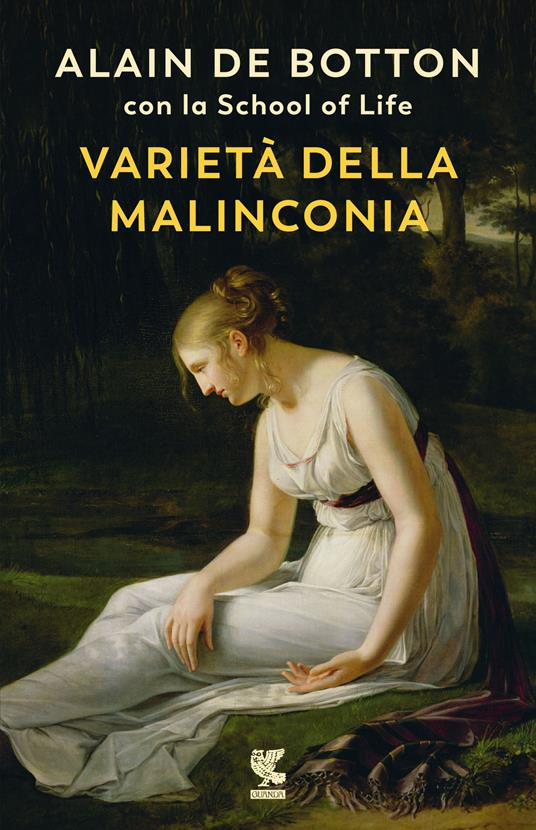 ALAIN DE BOTTON
con la School of Life
VARIETÀ DELLA
MALINCONIA
GUANDA